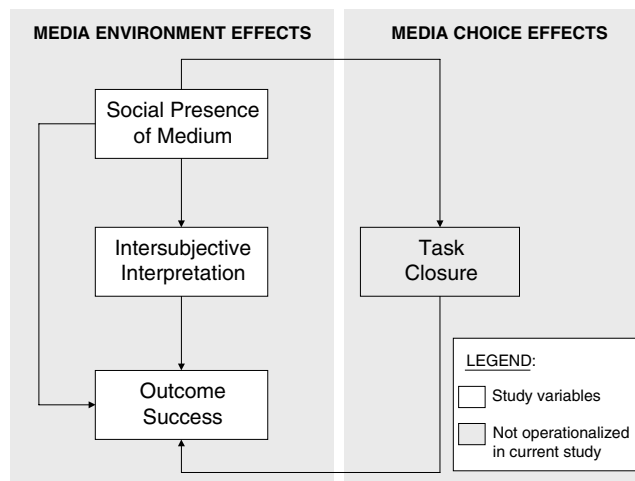 MEDIA ENVIRONMENT EFFECTS
MEDIA CHOICE EFFECTS
Social Presence
of Medium
Intersubjective
Interpretation
Task
Closure
Outcome
Success
LEGEND:
Study variables
Not operationalized
in current study